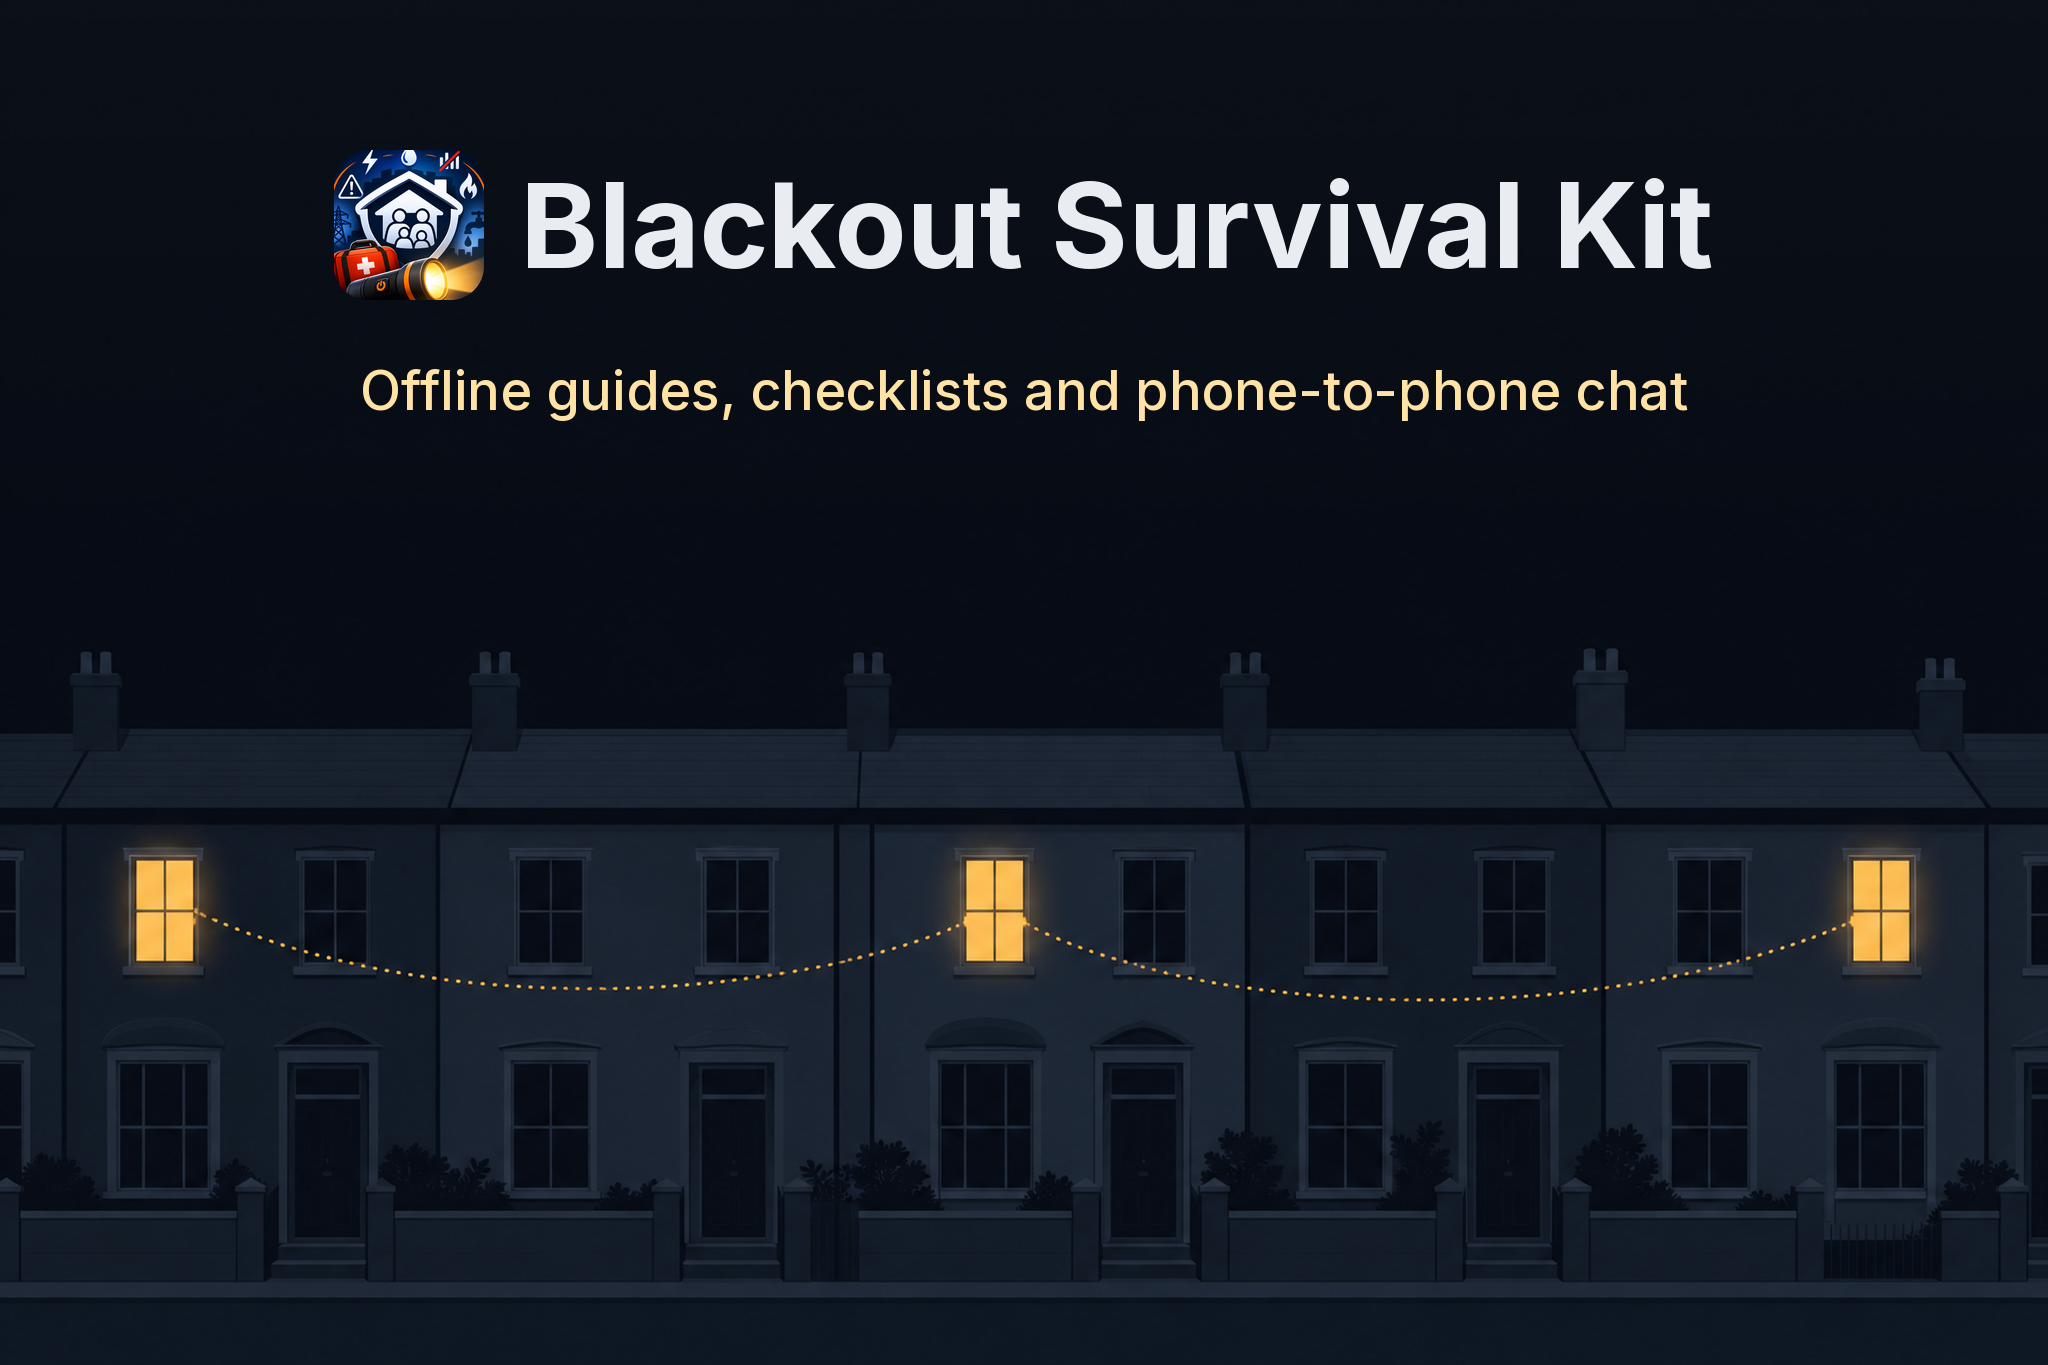 Blackout Survival Kit
Offline guides, checklists and phone-to-phone chat